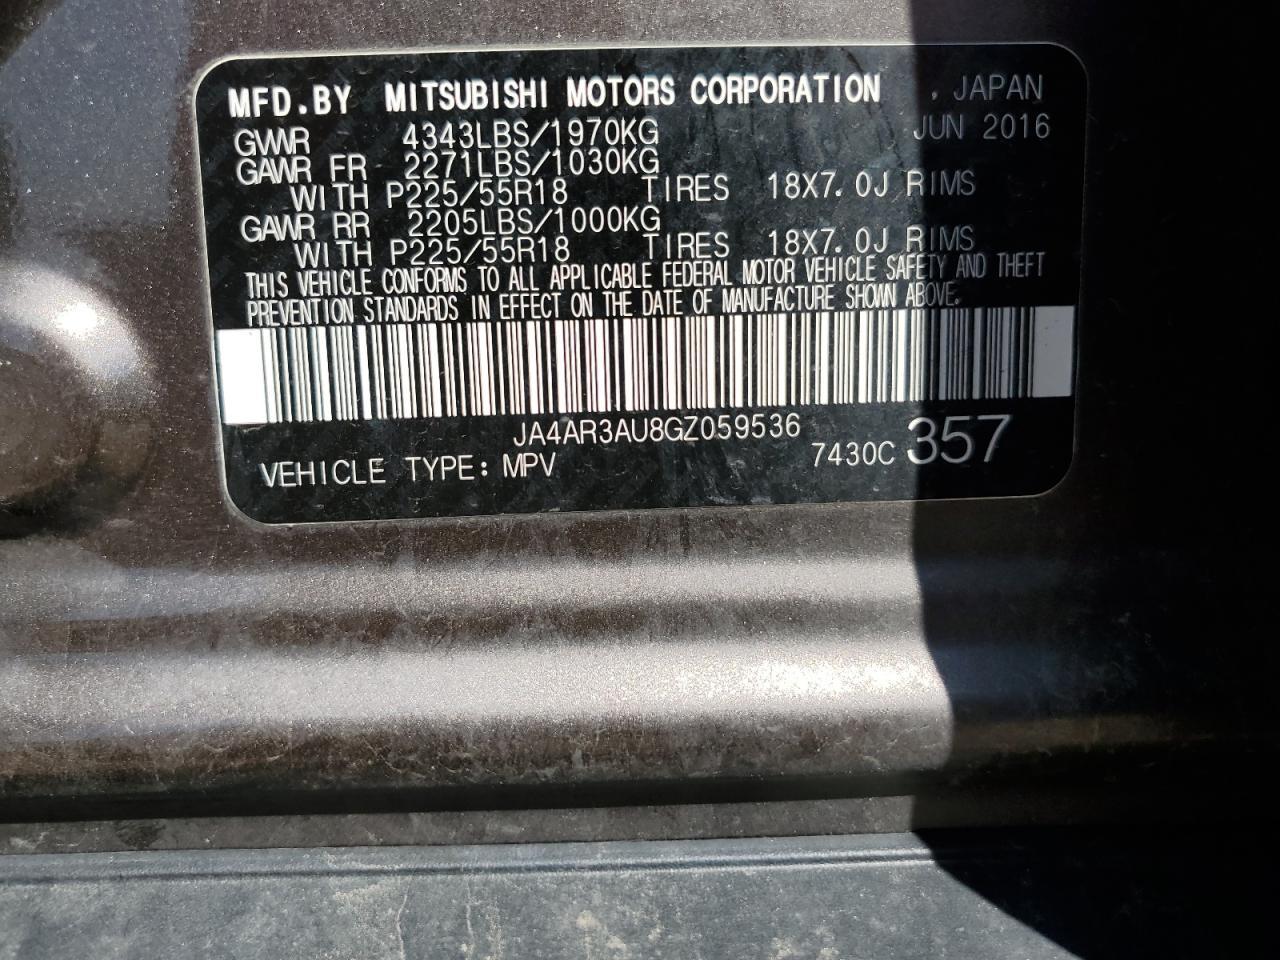 MFD.BY MITSUBISHI MOTORS CORPORATION , JAPAN
GVWR 4343LBS/1970KG JUN 2016
GAWR FR 2271LBS/1030KG
WITH P225/55R18 TIRES 18X7.0J RIMS
GAWR RR 2205LBS/1000KG
WITH P225/55R18 TIRES 18X7.0J RIMS
THIS VEHICLE CONFORMS TO ALL APPLICABLE FEDERAL MOTOR VEHICLE SAFETY AND THEFT
PREVENTION STANDARDS IN EFFECT ON THE DATE OF MANUFACTURE SHOWN ABOVE.
JA4AR3AU8GZ059536
VEHICLE TYPE: MPV 7430C 357